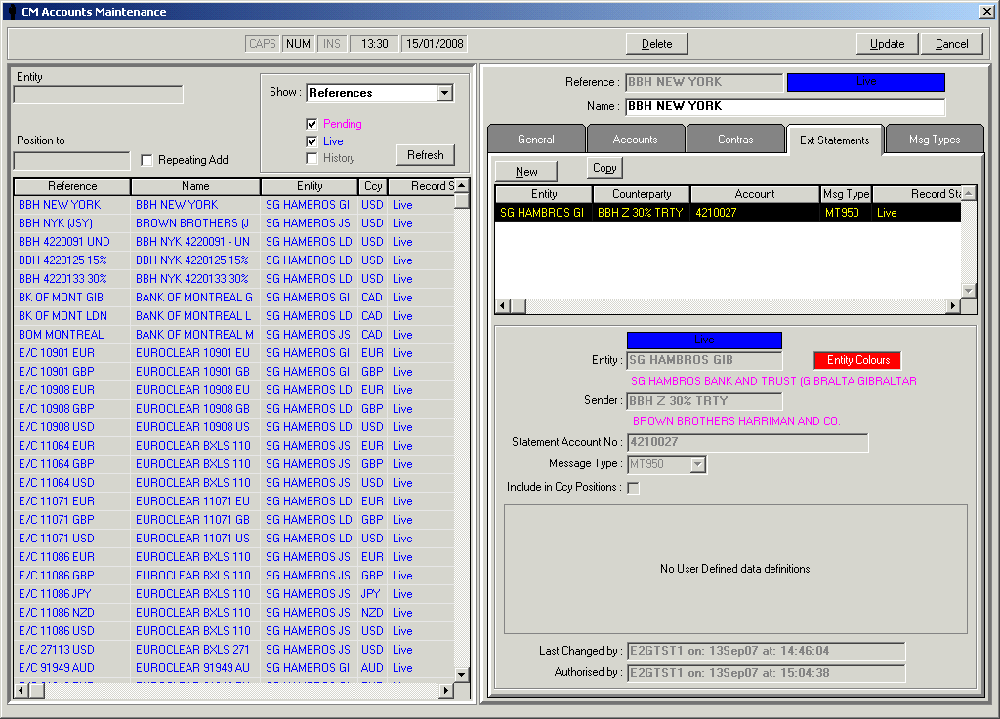 CM Accounts Maintenance
CAPS NUM INS 13:30 15/01/2008 Delete Update Cancel
Entity
Show : References
Pending
Live
History
Refresh
Position to
Repeating Add
Reference Name Entity Ccy Record S
BBH NEW YORK BBH NEW YORK SG HAMBROS GI USD Live
BBH NYK (JSY) BROWN BROTHERS (J SG HAMBROS JS USD Live
BBH 4220091 UND BBH NYK 4220091 - UN SG HAMBROS LD USD Live
BBH 4220125 15% BBH NYK 4220125 15% SG HAMBROS LD USD Live
BBH 4220133 30% BBH NYK 4220133 30% SG HAMBROS LD USD Live
BK OF MONT GIB BANK OF MONTREAL G SG HAMBROS GI CAD Live
BK OF MONT LDN BANK OF MONTREAL L SG HAMBROS LD CAD Live
BOM MONTREAL BANK OF MONTREAL M SG HAMBROS JS CAD Live
E/C 10901 EUR EUROCLEAR 10901 EU SG HAMBROS GI EUR Live
E/C 10901 GBP EUROCLEAR 10901 GB SG HAMBROS GI GBP Live
E/C 10908 EUR EUROCLEAR 10908 EU SG HAMBROS LD EUR Live
E/C 10908 GBP EUROCLEAR 10908 GB SG HAMBROS LD GBP Live
E/C 10908 USD EUROCLEAR 10908 US SG HAMBROS LD USD Live
E/C 11064 EUR EUROCLEAR BXLS 110 SG HAMBROS JS EUR Live
E/C 11064 GBP EUROCLEAR BXLS 110 SG HAMBROS JS GBP Live
E/C 11064 USD EUROCLEAR BXLS 110 SG HAMBROS JS USD Live
E/C 11071 EUR EUROCLEAR 11071 EU SG HAMBROS LD EUR Live
E/C 11071 GBP EUROCLEAR 11071 GB SG HAMBROS LD GBP Live
E/C 11071 USD EUROCLEAR 11071 US SG HAMBROS LD USD Live
E/C 11086 EUR EUROCLEAR BXLS 110 SG HAMBROS JS EUR Live
E/C 11086 GBP EUROCLEAR BXLS 110 SG HAMBROS JS GBP Live
E/C 11086 JPY EUROCLEAR BXLS 110 SG HAMBROS JS JPY Live
E/C 11086 NZD EUROCLEAR BXLS 110 SG HAMBROS JS NZD Live
E/C 11086 USD EUROCLEAR BXLS 110 SG HAMBROS JS USD Live
E/C 27113 USD EUROCLEAR BXLS 271 SG HAMBROS JS USD Live
E/C 91949 AUD EUROCLEAR 91949 AU SG HAMBROS GI AUD Live
Reference : BBH NEW YORK Live
Name : BBH NEW YORK
General Accounts Contras Ext Statements Msg Types
New Copy
Entity Counterparty Account Msg Type Record Sta
SG HAMBROS GI BBH Z 30% TRTY 4210027 MT950 Live
Live
Entity : SG HAMBROS GIB Entity Colours
SG HAMBROS BANK AND TRUST (GIBRALTA GIBRALTAR
Sender : BBH Z 30% TRTY
BROWN BROTHERS HARRIMAN AND CO.
Statement Account No : 4210027
Message Type : MT950
Include in Ccy Positions :
No User Defined data definitions
Last Changed by : E2GTST1 on: 13Sep07 at: 14:46:04
Authorised by : E2GTST1 on: 13Sep07 at: 15:04:38